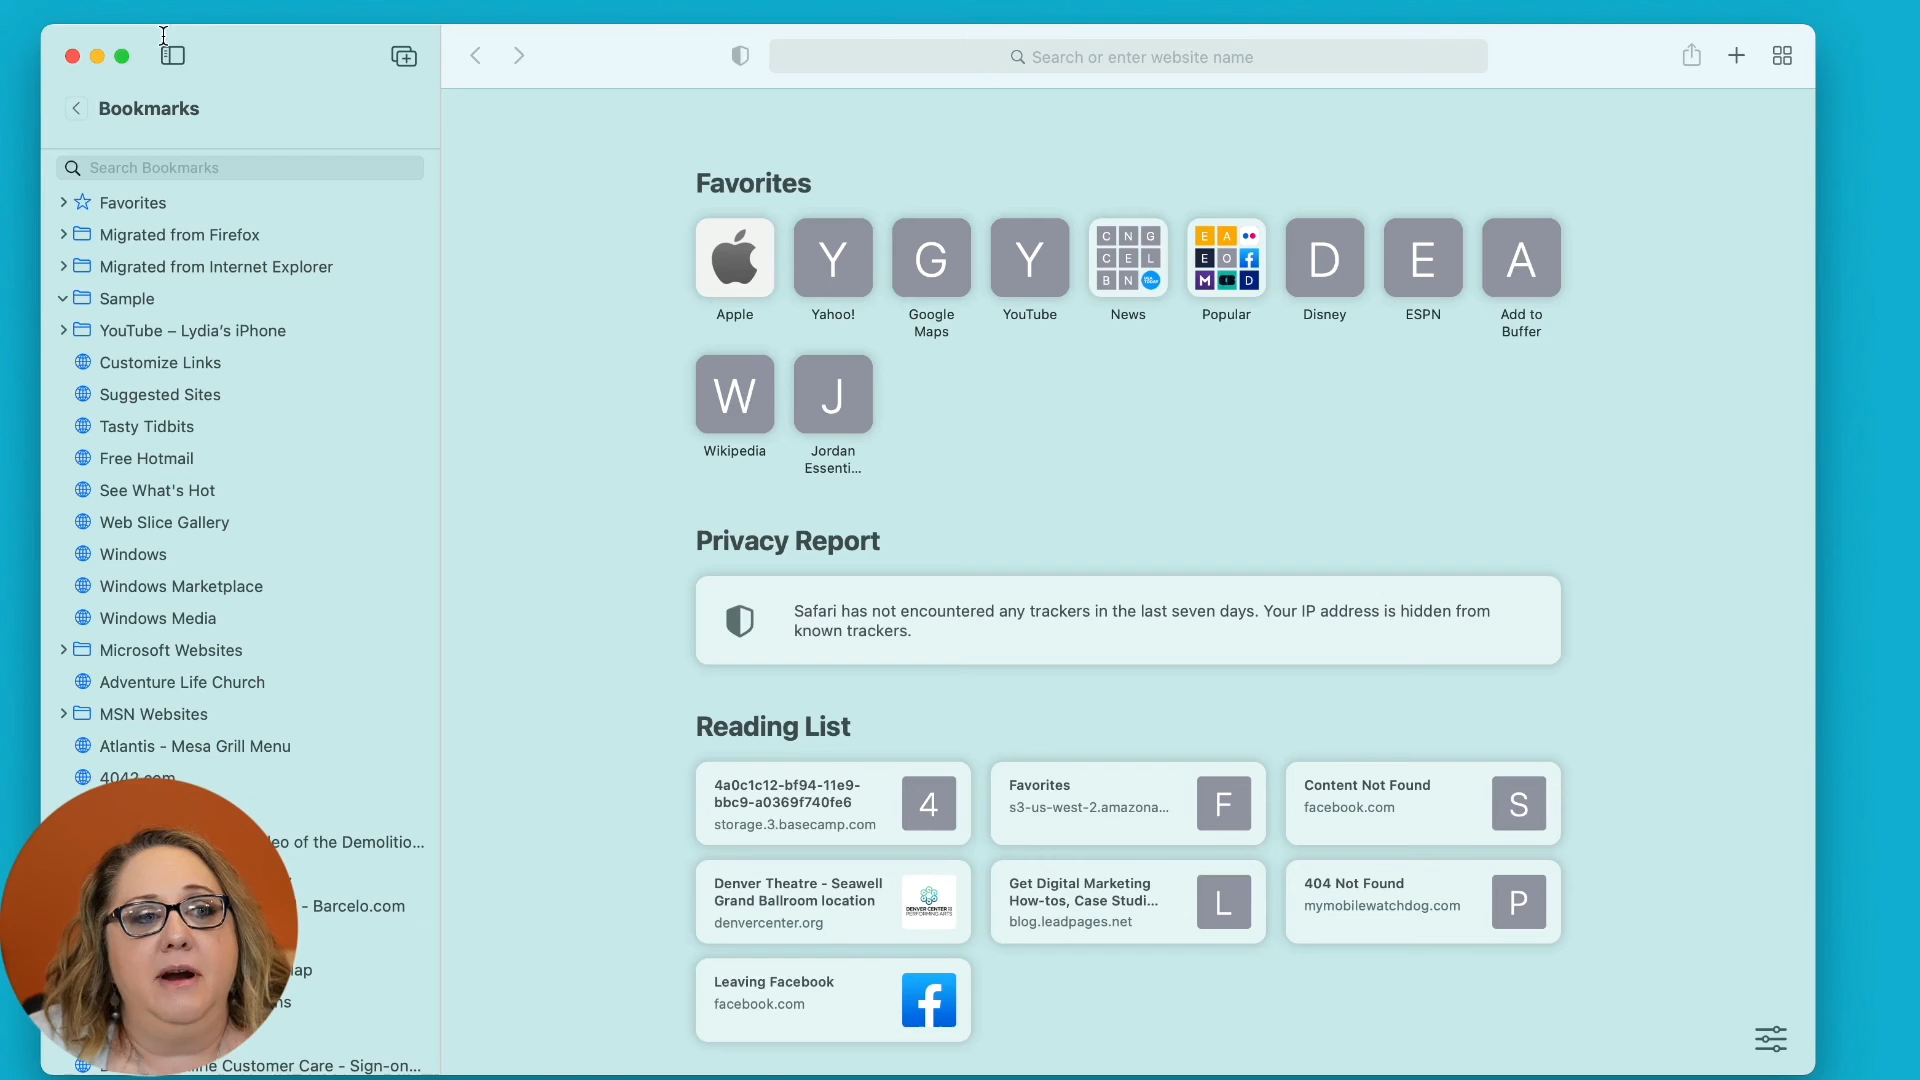 Bookmarks
Search Bookmarks
Favorites
Migrated from Firefox
Migrated from Internet Explorer
Sample
YouTube – Lydia's iPhone
Customize Links
Suggested Sites
Tasty Tidbits
Free Hotmail
See What's Hot
Web Slice Gallery
Windows
Windows Marketplace
Windows Media
Microsoft Websites
Adventure Life Church
MSN Websites
Atlantis - Mesa Grill Menu
4042.com
of the Demolitio...
- Barcelo.com
Customer Care - Sign-on...
Search or enter website name
Favorites
Y
G
Y
C N G
C E L
B N
E A
E O f
M D
D
E
A
Apple
Yahoo!
Google
Maps
YouTube
News
Popular
Disney
ESPN
Add to
Buffer
W
J
Wikipedia
Jordan
Essenti...
Privacy Report
Safari has not encountered any trackers in the last seven days. Your IP address is hidden from
known trackers.
Reading List
4a0c1c12-bf94-11e9-
bbc9-a0369f740fe6
storage.3.basecamp.com
4
Favorites
s3-us-west-2.amazona...
F
Content Not Found
facebook.com
S
Denver Theatre - Seawell
Grand Ballroom location
denvercenter.org
DENVER CENTER
PERFORMING ARTS
Get Digital Marketing
How-tos, Case Studi...
blog.leadpages.net
L
404 Not Found
mymobilewatchdog.com
P
Leaving Facebook
facebook.com
f